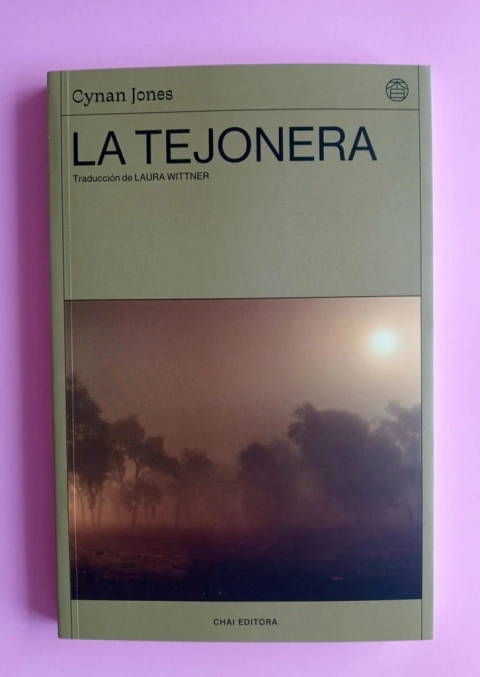 Cynan Jones
LA TEJONERA
Traducción de LAURA WITTNER
CHAI EDITORA